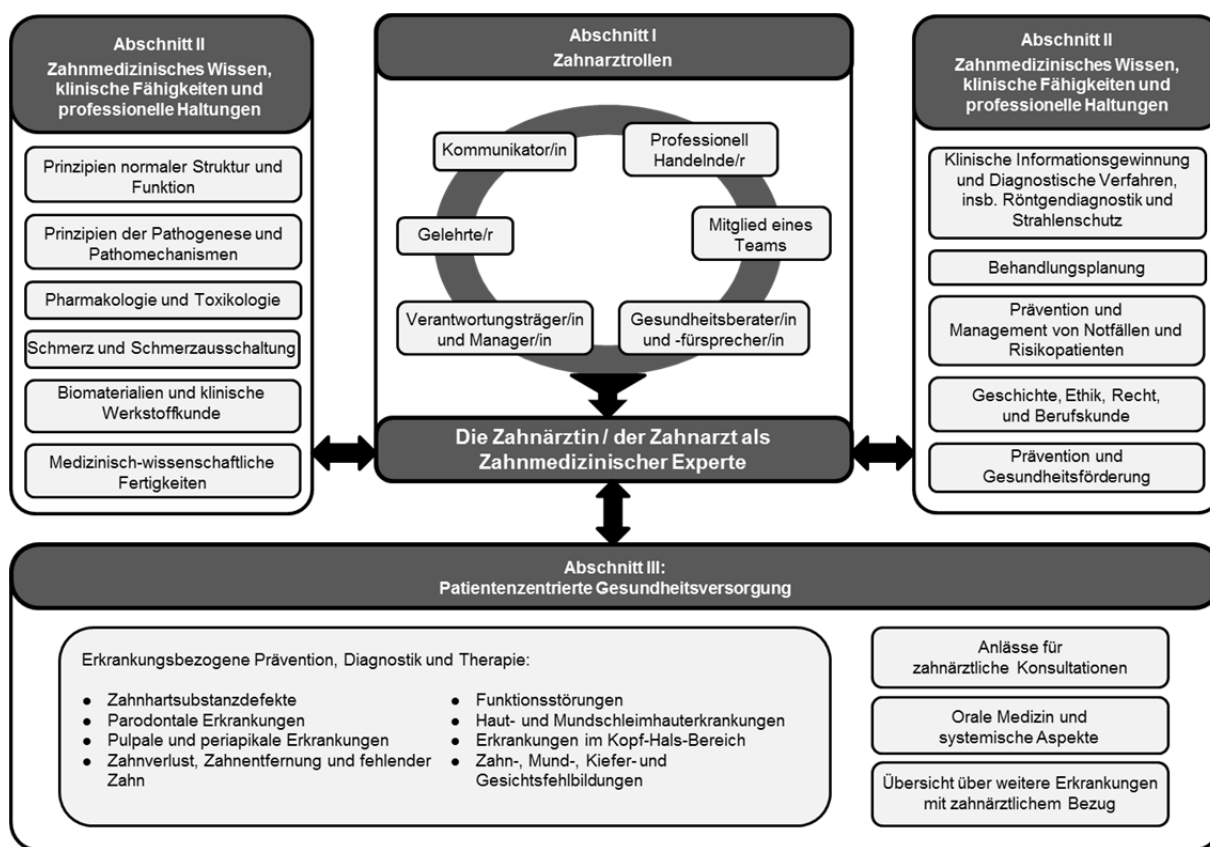 Abschnitt II
Zahnmedizinisches Wissen,
klinische Fähigkeiten und
professionelle Haltungen
Prinzipien normaler Struktur und
Funktion
Prinzipien der Pathogenese und
Pathomechanismen
Pharmakologie und Toxikologie
Schmerz und Schmerzausschaltung
Biomaterialien und klinische
Werkstoffkunde
Medizinisch-wissenschaftliche
Fertigkeiten
Abschnitt I
Zahnarztrollen
Kommunikator/in
Professionell
Handelnde/r
Gelehrte/r
Mitglied eines
Teams
Verantwortungsträger/in
und Manager/in
Gesundheitsberater/in
und -fürsprecher/in
Die Zahnärztin / der Zahnarzt als
Zahnmedizinischer Experte
Abschnitt II
Zahnmedizinisches Wissen,
klinische Fähigkeiten und
professionelle Haltungen
Klinische Informationsgewinnung
und Diagnostische Verfahren,
insb. Röntgendiagnostik und
Strahlenschutz
Behandlungsplanung
Prävention und
Management von Notfällen und
Risikopatienten
Geschichte, Ethik, Recht,
und Berufskunde
Prävention und
Gesundheitsförderung
Abschnitt III:
Patientenzentrierte Gesundheitsversorgung
Erkrankungsbezogene Prävention, Diagnostik und Therapie:
● Zahnhartsubstanzdefekte
● Parodontale Erkrankungen
● Pulpale und periapikale Erkrankungen
● Zahnverlust, Zahnentfernung und fehlender
Zahn
● Funktionsstörungen
● Haut- und Mundschleimhauterkrankungen
● Erkrankungen im Kopf-Hals-Bereich
● Zahn-, Mund-, Kiefer- und
Gesichtsfehlbildungen
Anlässe für
zahnärztliche Konsultationen
Orale Medizin und
systemische Aspekte
Übersicht über weitere Erkrankungen
mit zahnärztlichem Bezug